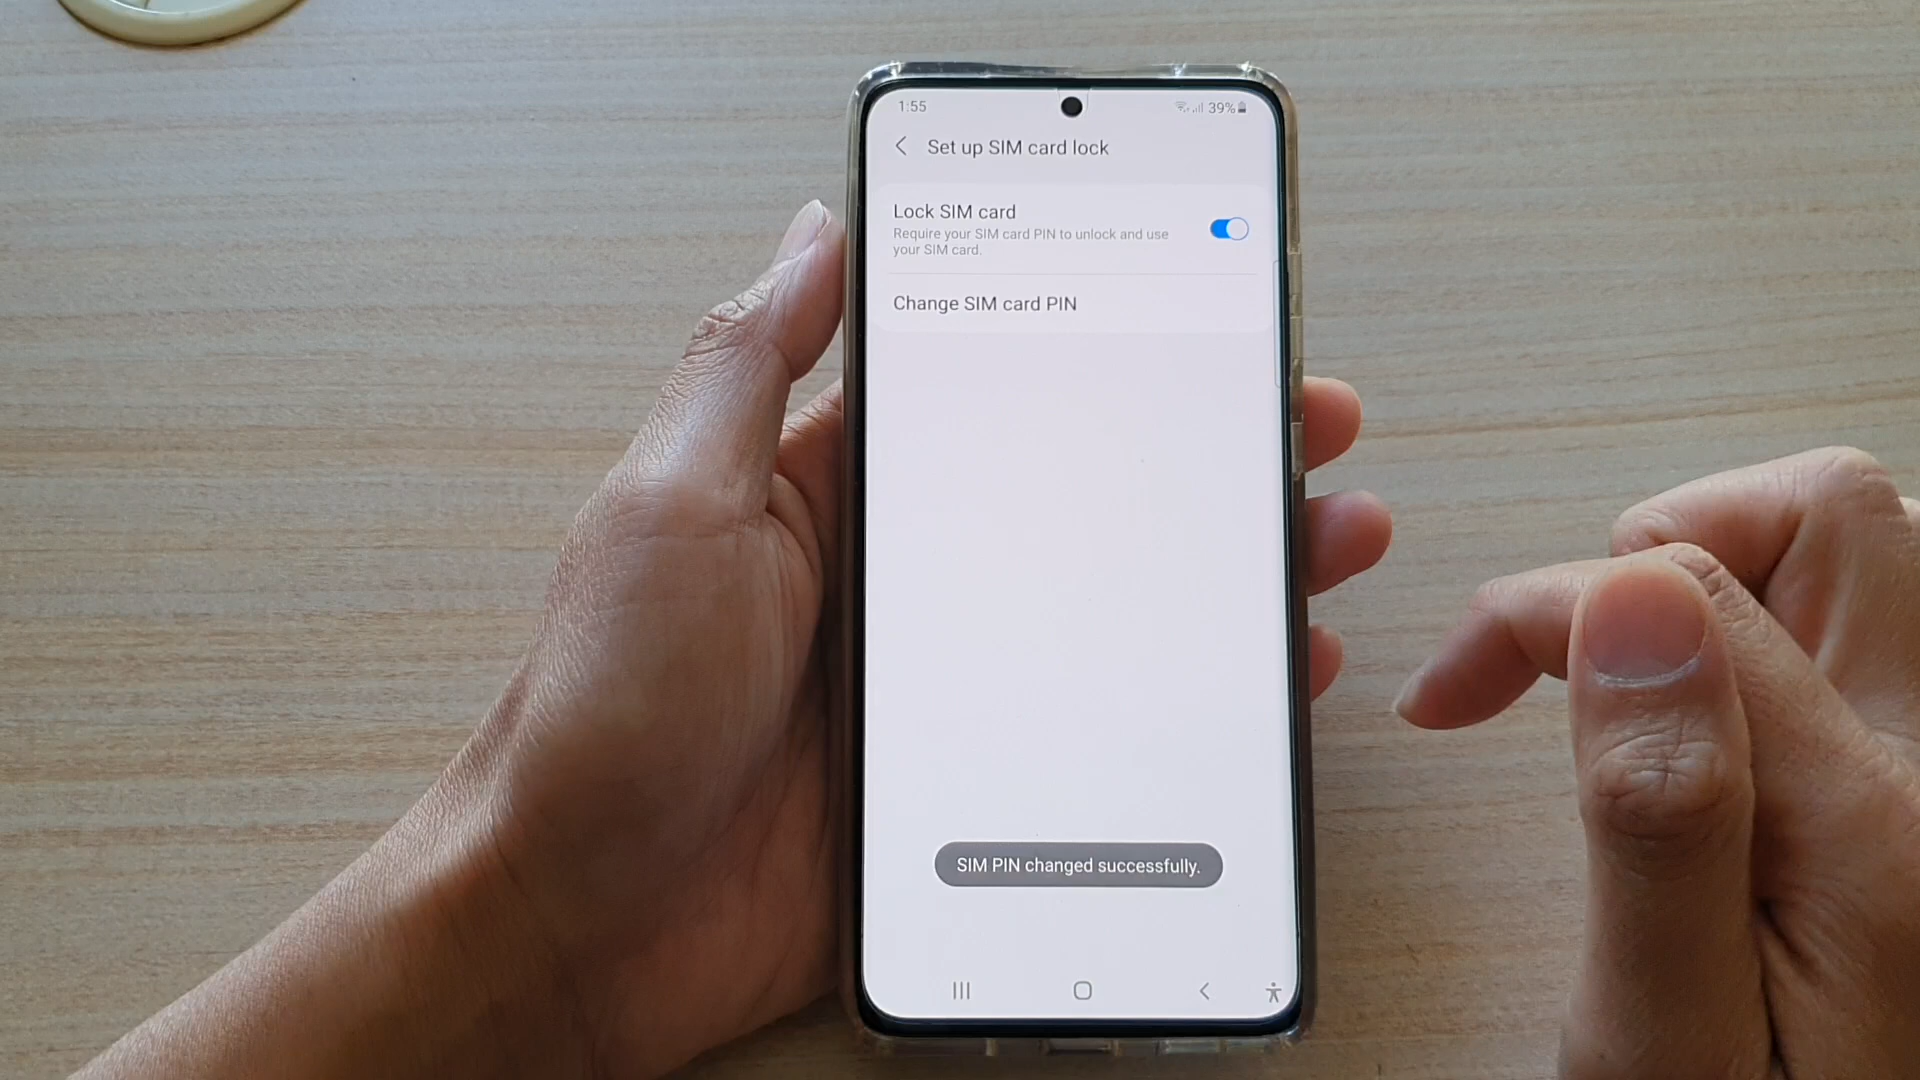 1:55
39%
Set up SIM card lock
Lock SIM card
Require your SIM card PIN to unlock and use
your SIM card.
Change SIM card PIN
SIM PIN changed successfully.